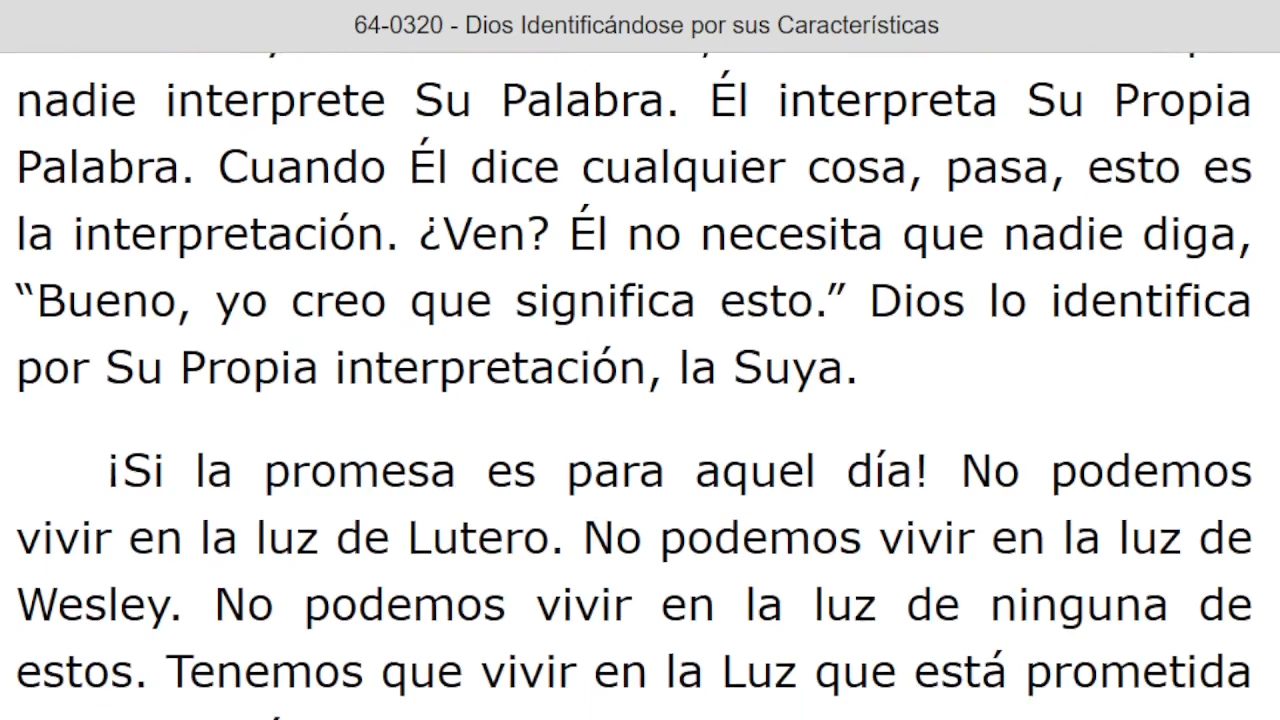 64-0320 - Dios Identificándose por sus Características
nadie interprete Su Palabra. Él interpreta Su Propia
Palabra. Cuando Él dice cualquier cosa, pasa, esto es
la interpretación. ¿Ven? Él no necesita que nadie diga,
“Bueno, yo creo que significa esto.” Dios lo identifica
por Su Propia interpretación, la Suya.
¡Si la promesa es para aquel día! No podemos
vivir en la luz de Lutero. No podemos vivir en la luz de
Wesley. No podemos vivir en la luz de ninguna de
estos. Tenemos que vivir en la Luz que está prometida